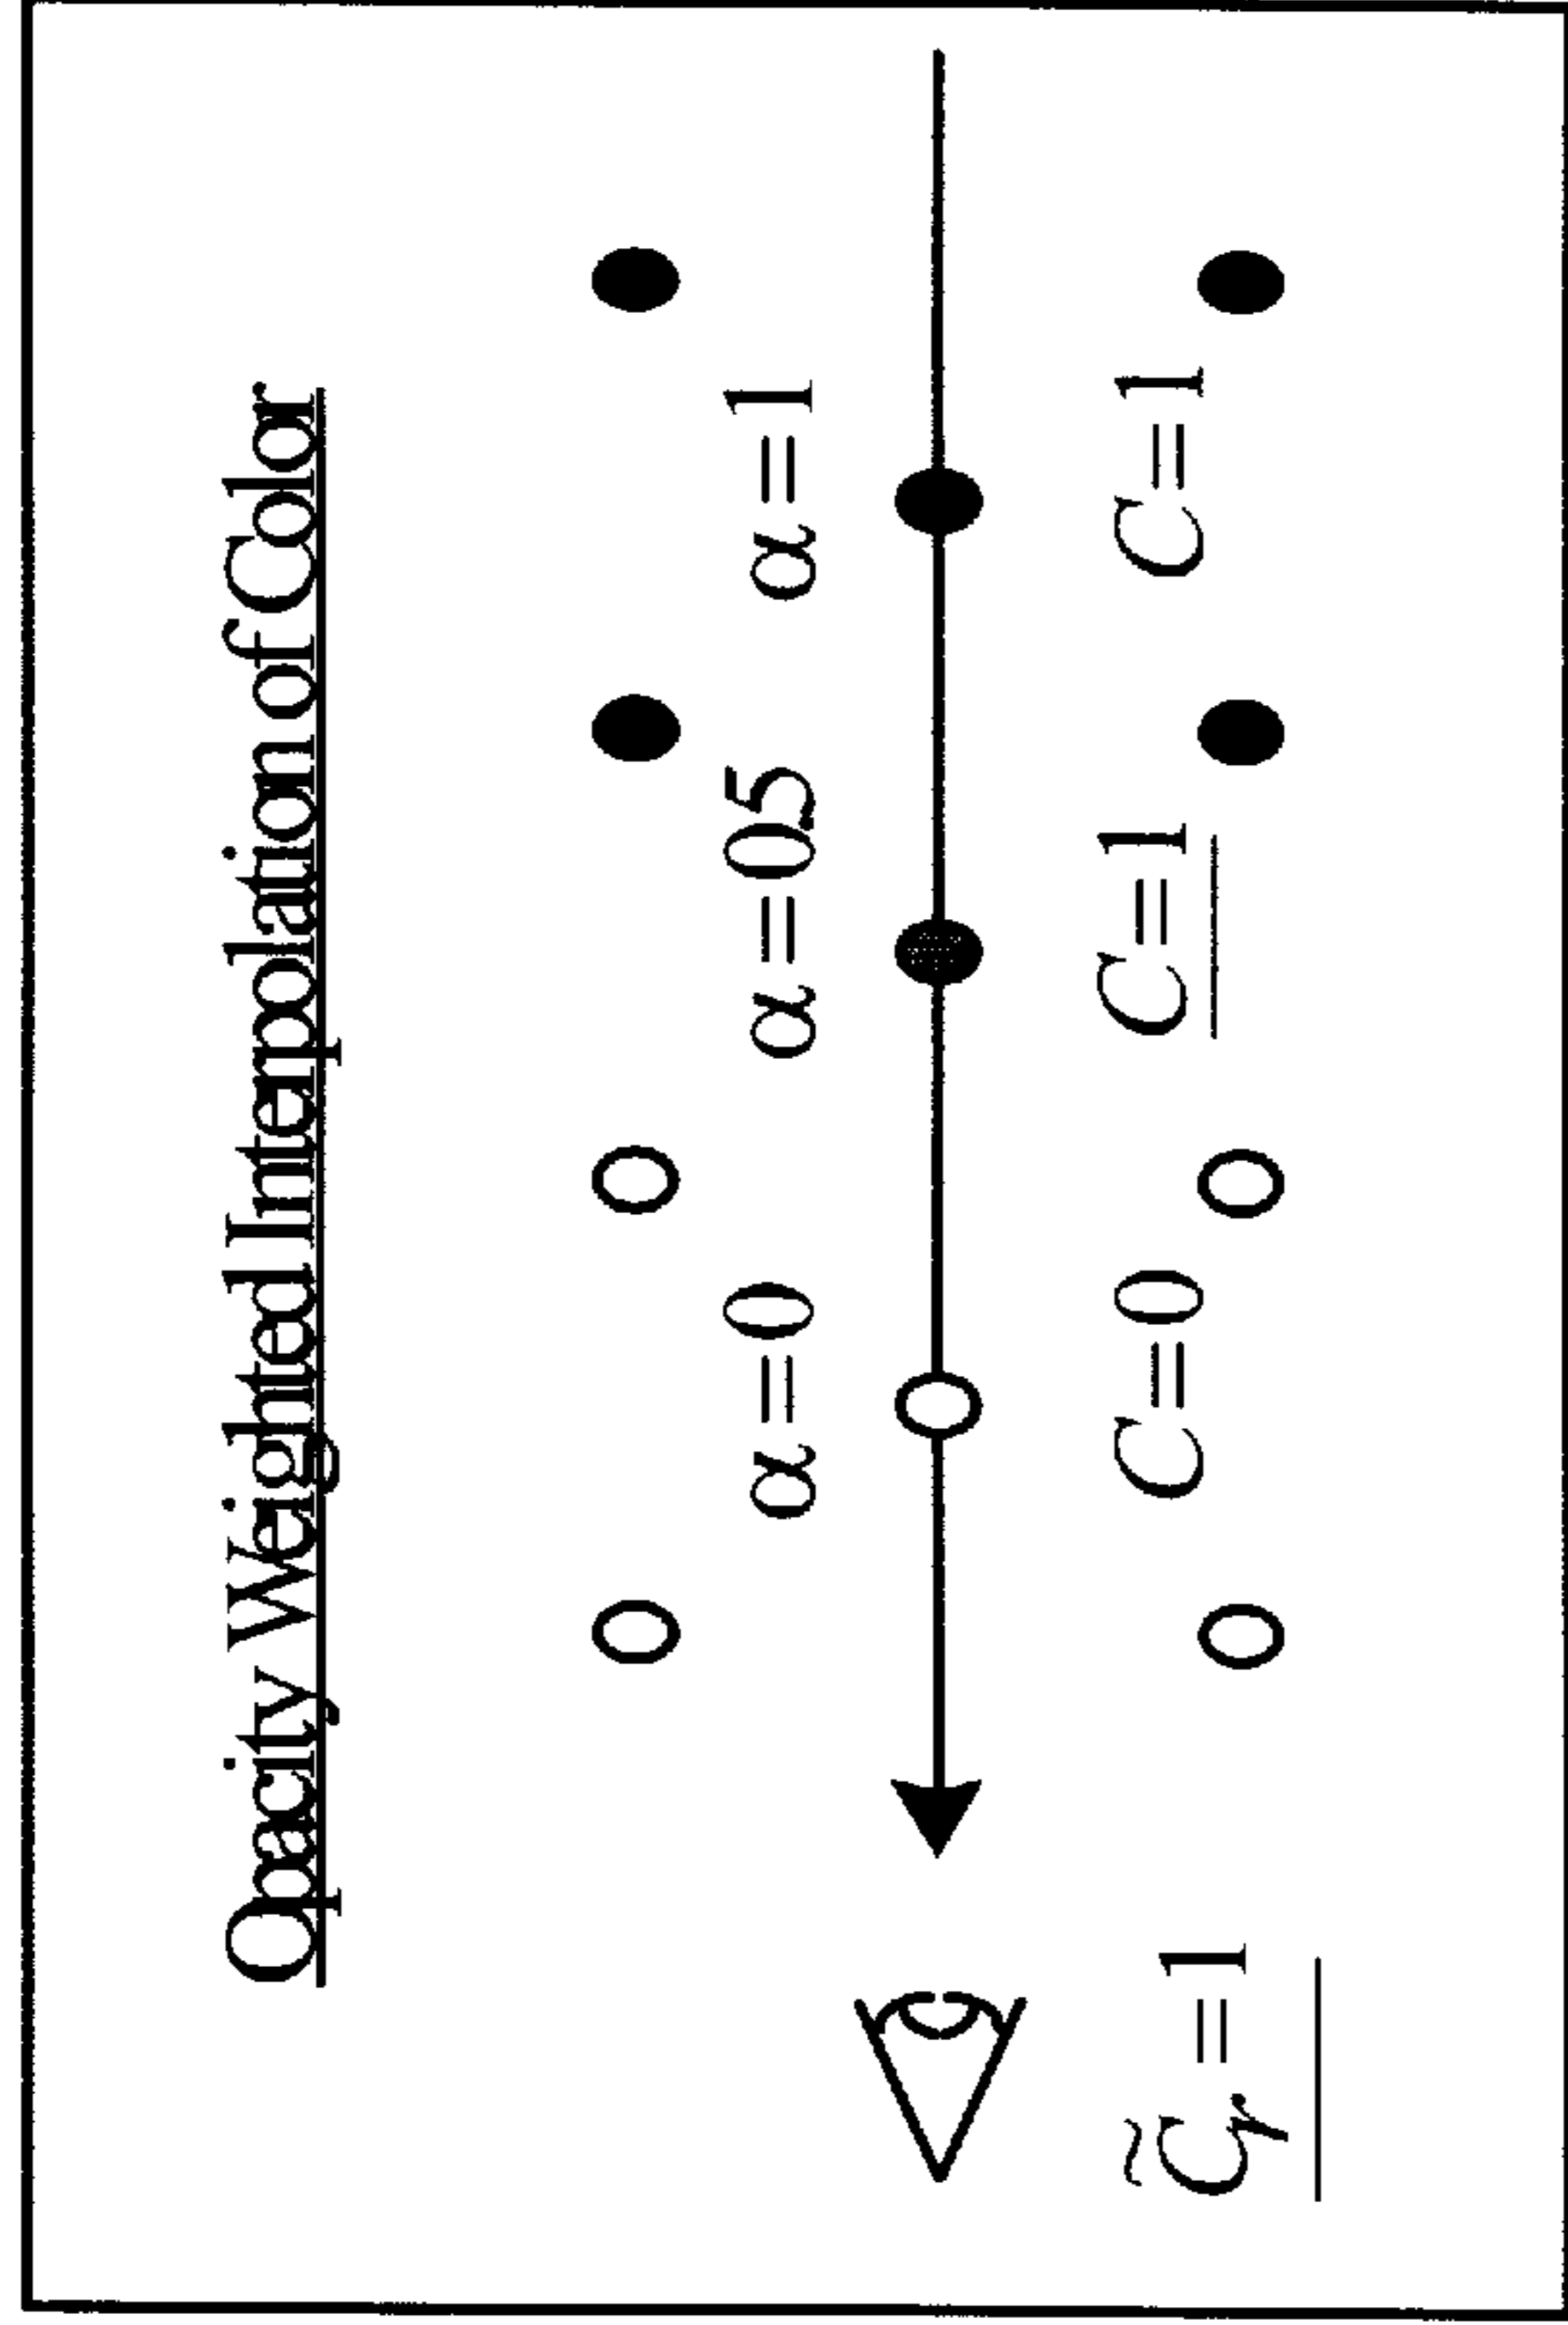 Opacity Weighted Interpolation of Color
α = 0
α = 05
α = 1
C = 0
C = 1
C = 1
C̃r = 1